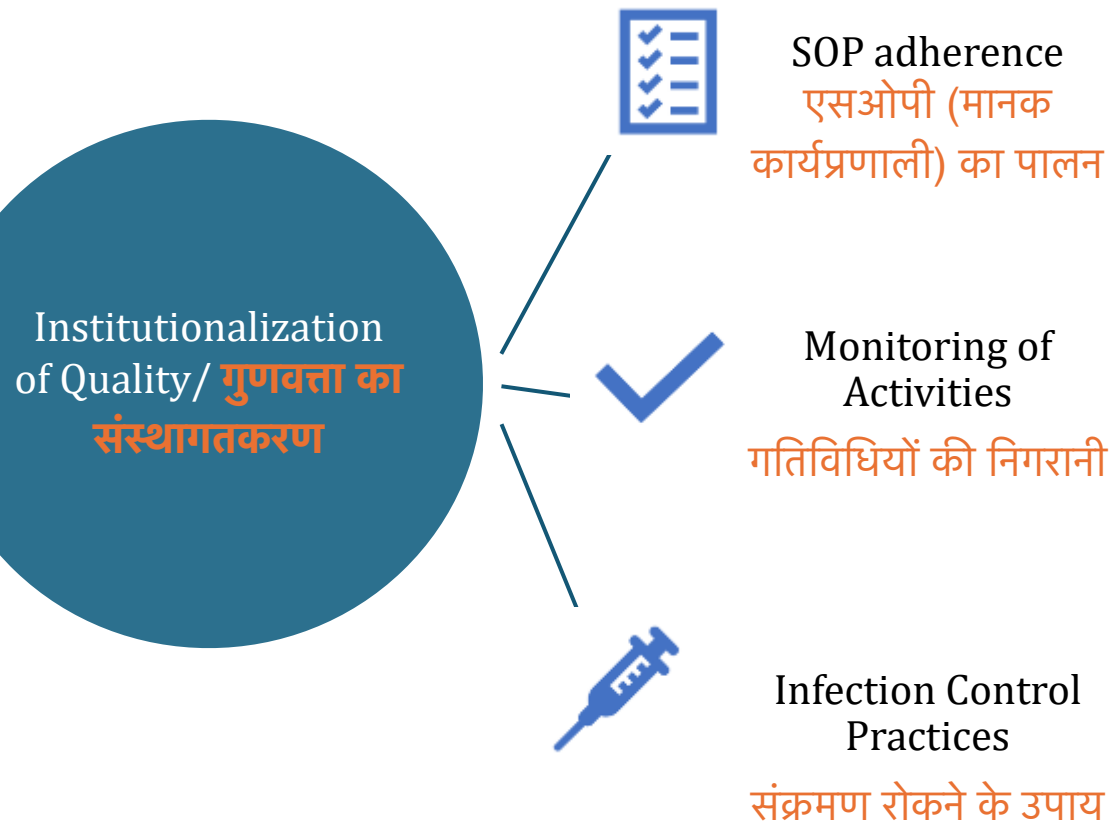 Institutionalization
of Quality/ गुणवत्ता का
संस्थागतकरण
SOP adherence
एसओपी (मानक
कार्यप्रणाली) का पालन
Monitoring of
Activities
गतिविधियों की निगरानी
Infection Control
Practices
संक्रमण रोकने के उपाय